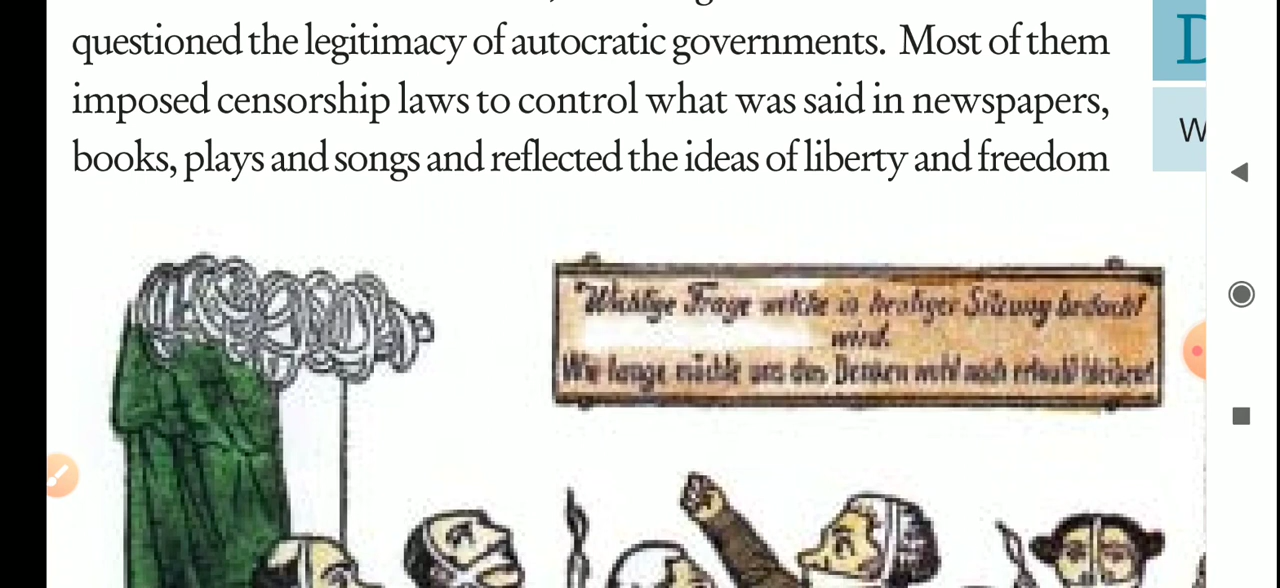 questioned the legitimacy of autocratic governments. Most of them
imposed censorship laws to control what was said in newspapers,
books, plays and songs and reflected the ideas of liberty and freedom
D
W
Wichtige Frage welche in heutiger Sitzung bedacht
wird.
Wie lange möchte uns das Denken wohl noch erlaubt bleiben?